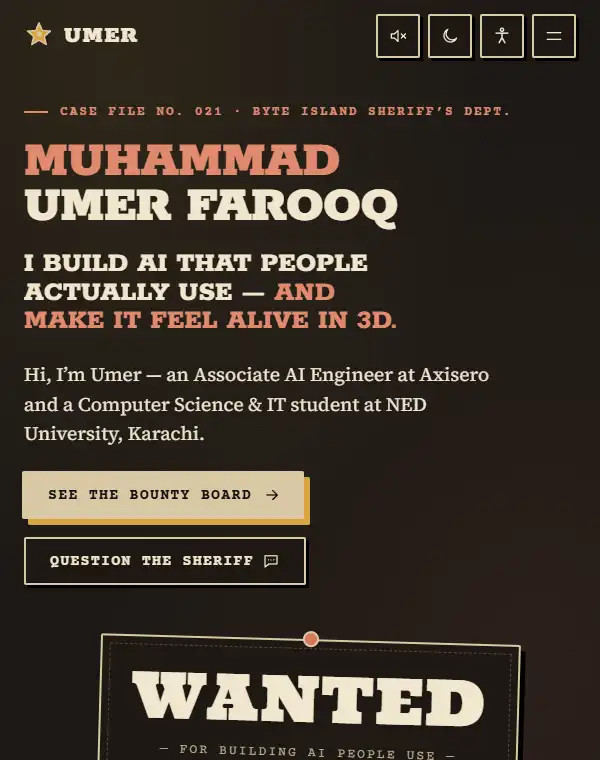 UMER
CASE FILE NO. 021 · BYTE ISLAND SHERIFF’S DEPT.
MUHAMMAD
UMER FAROOQ
I BUILD AI THAT PEOPLE
ACTUALLY USE — AND
MAKE IT FEEL ALIVE IN 3D.
Hi, I’m Umer — an Associate AI Engineer at Axisero
and a Computer Science & IT student at NED
University, Karachi.
SEE THE BOUNTY BOARD →
QUESTION THE SHERIFF
WANTED
— FOR BUILDING AI PEOPLE USE —